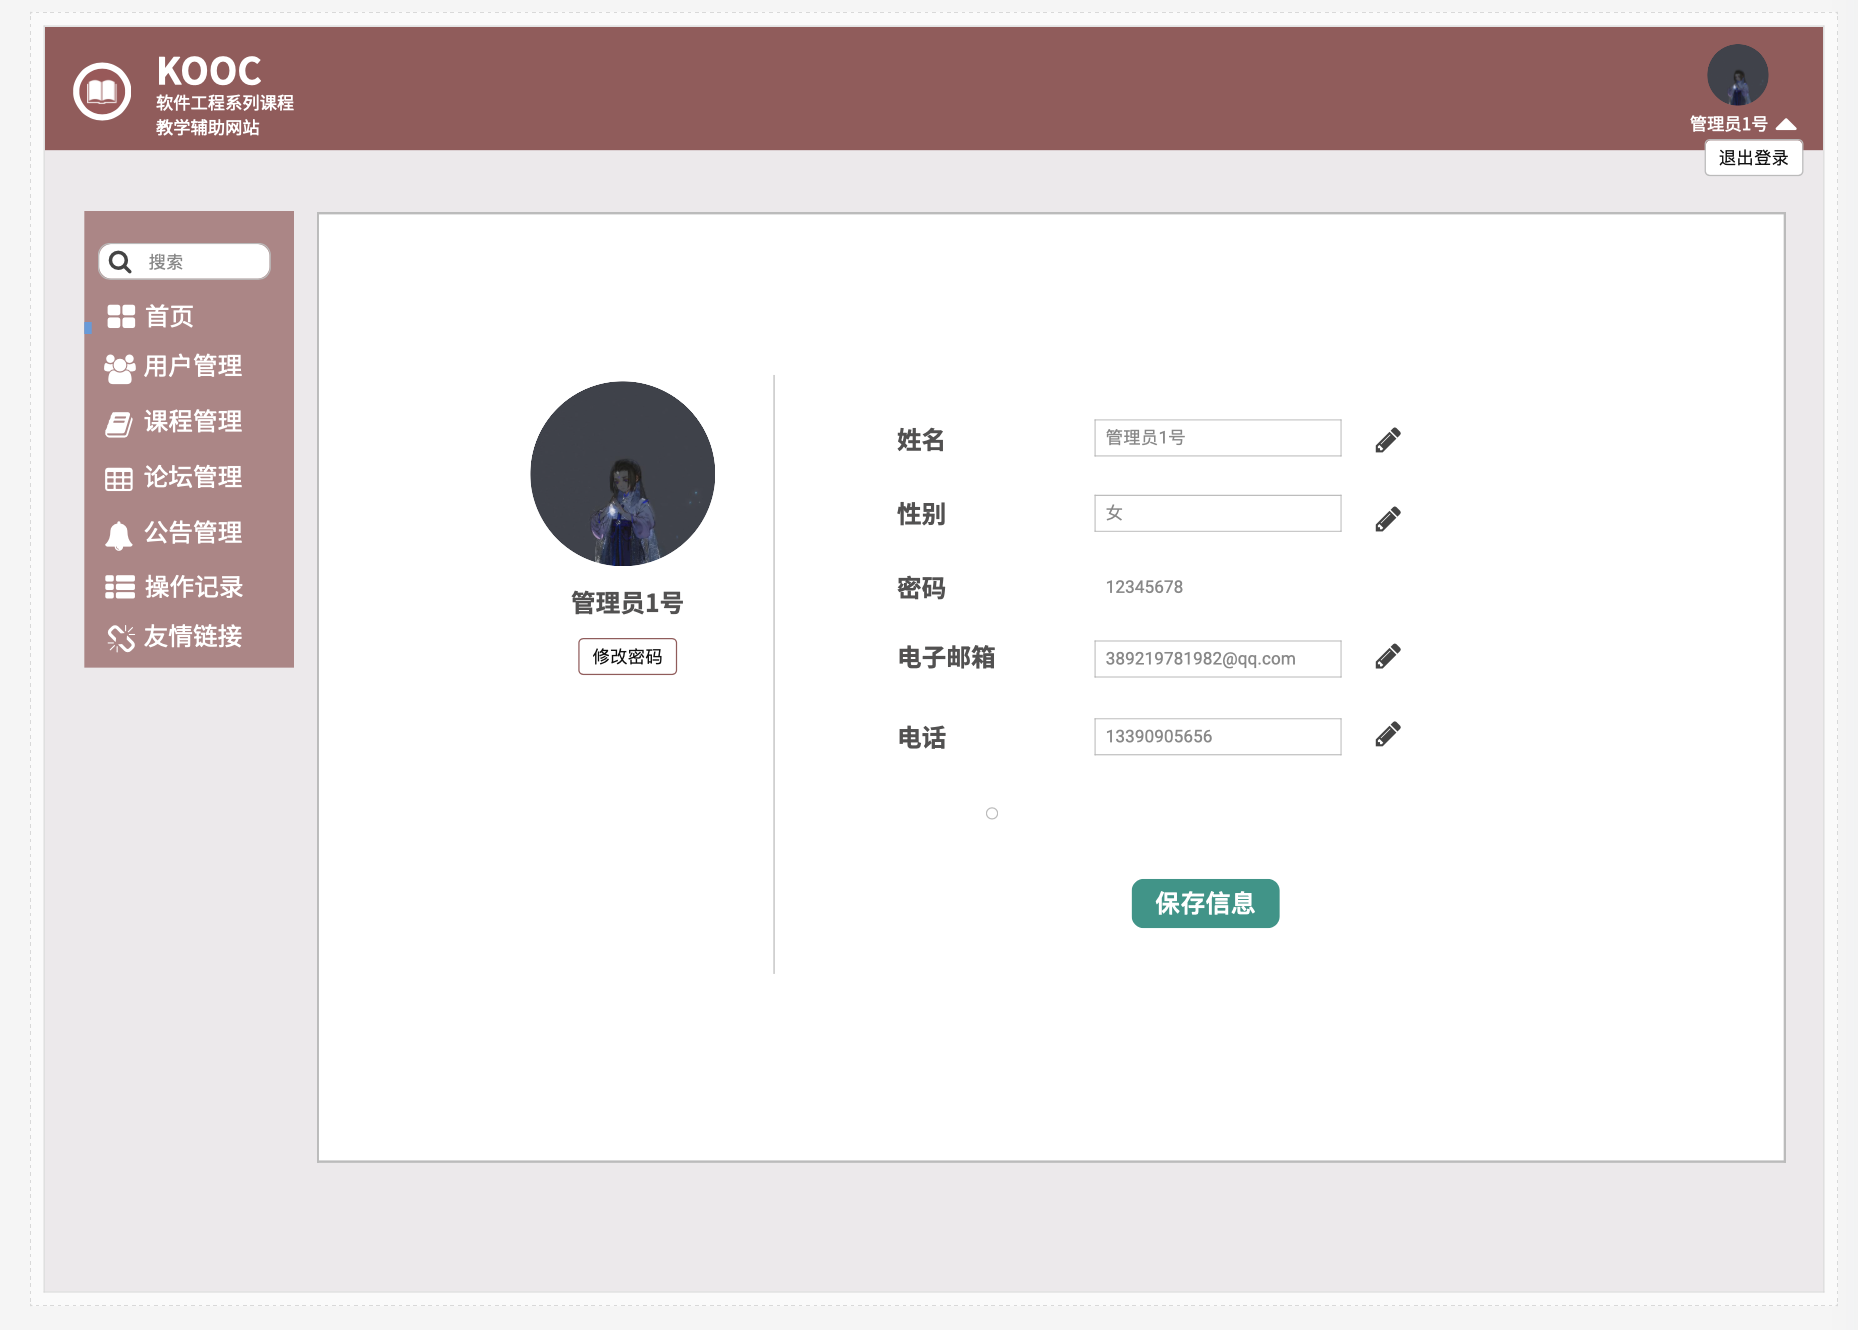 KOOC
软件工程系列课程
教学辅助网站
管理员1号
退出登录
搜索
首页
用户管理
课程管理
论坛管理
公告管理
操作记录
友情链接
管理员1号
修改密码
姓名 管理员1号
性别 女
密码 12345678
电子邮箱 389219781982@qq.com
电话 13390905656
保存信息